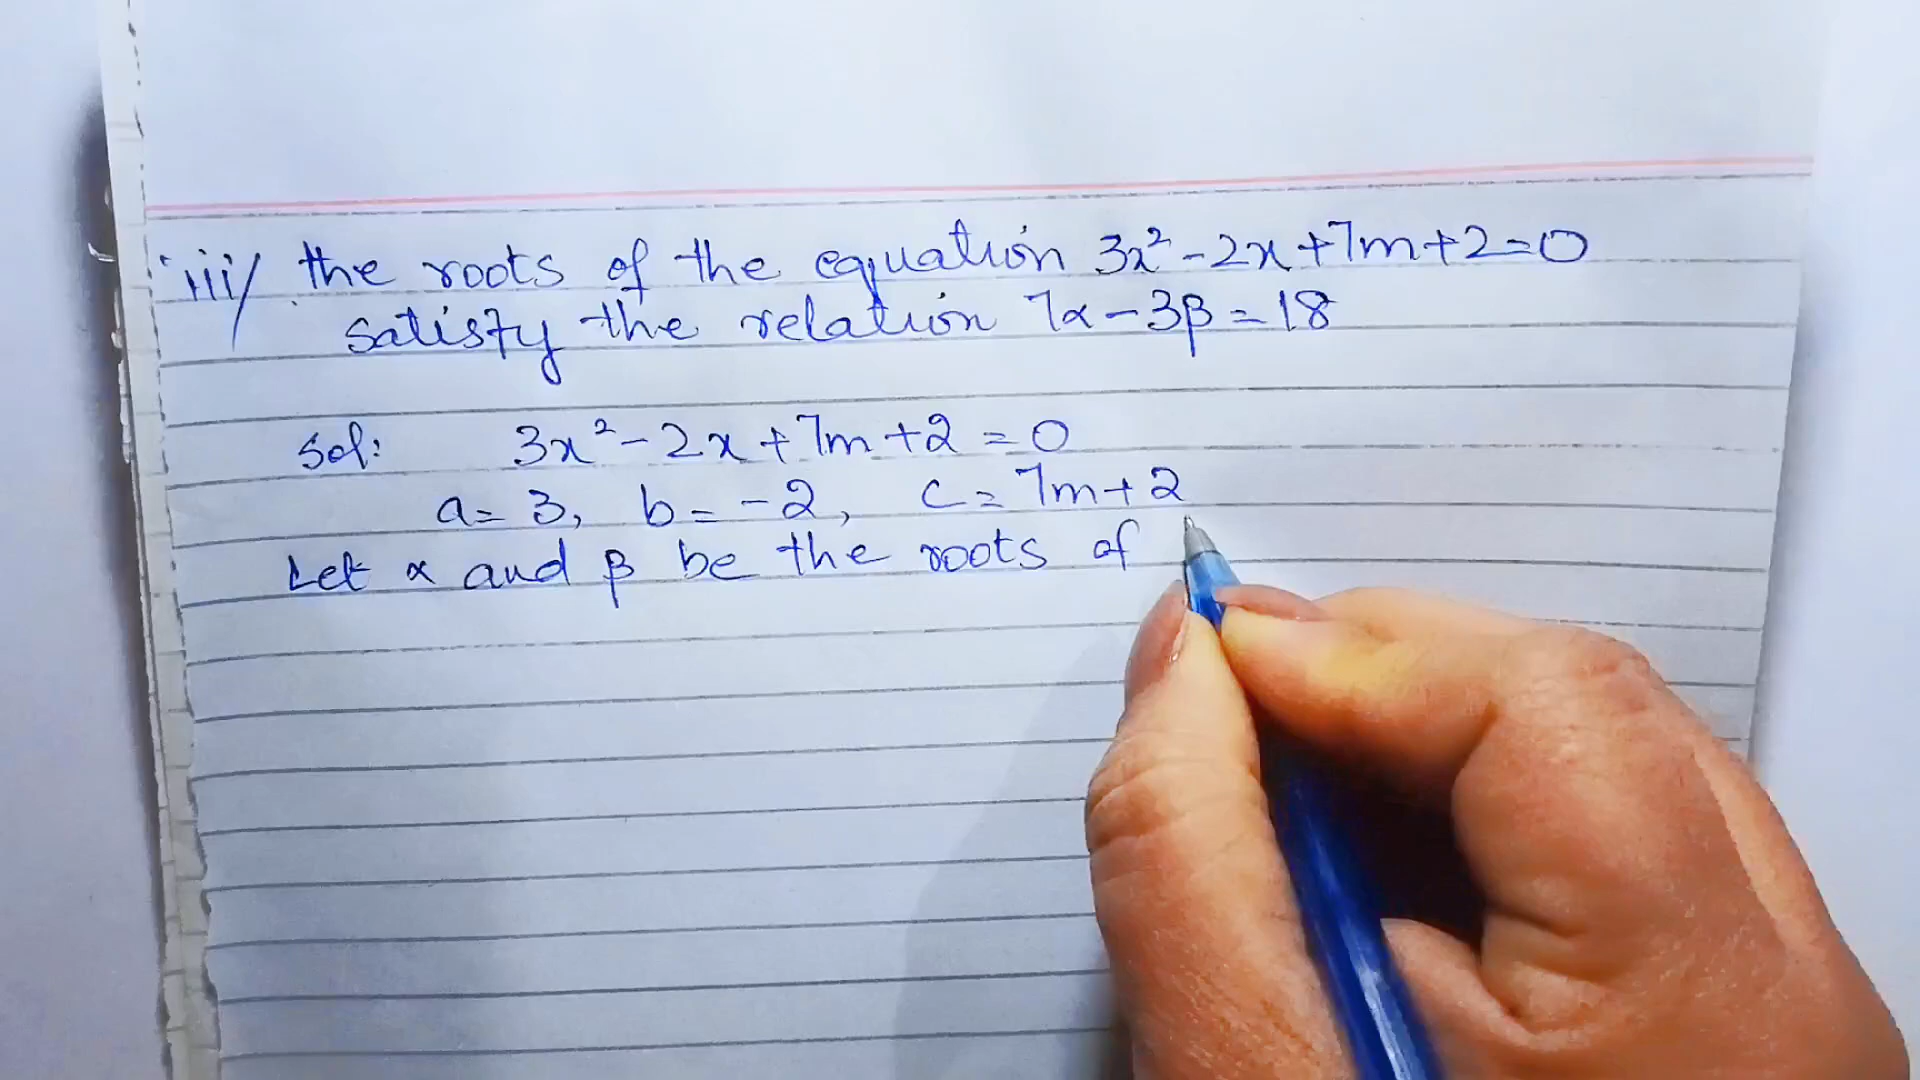 iii/ the roots of the equation 3x²-2x+7m+2=0
satisfy the relation 7α-3β=18
Sol: 3x²-2x+7m+2=0
a=3, b=-2, c=7m+2
Let α and β be the roots of